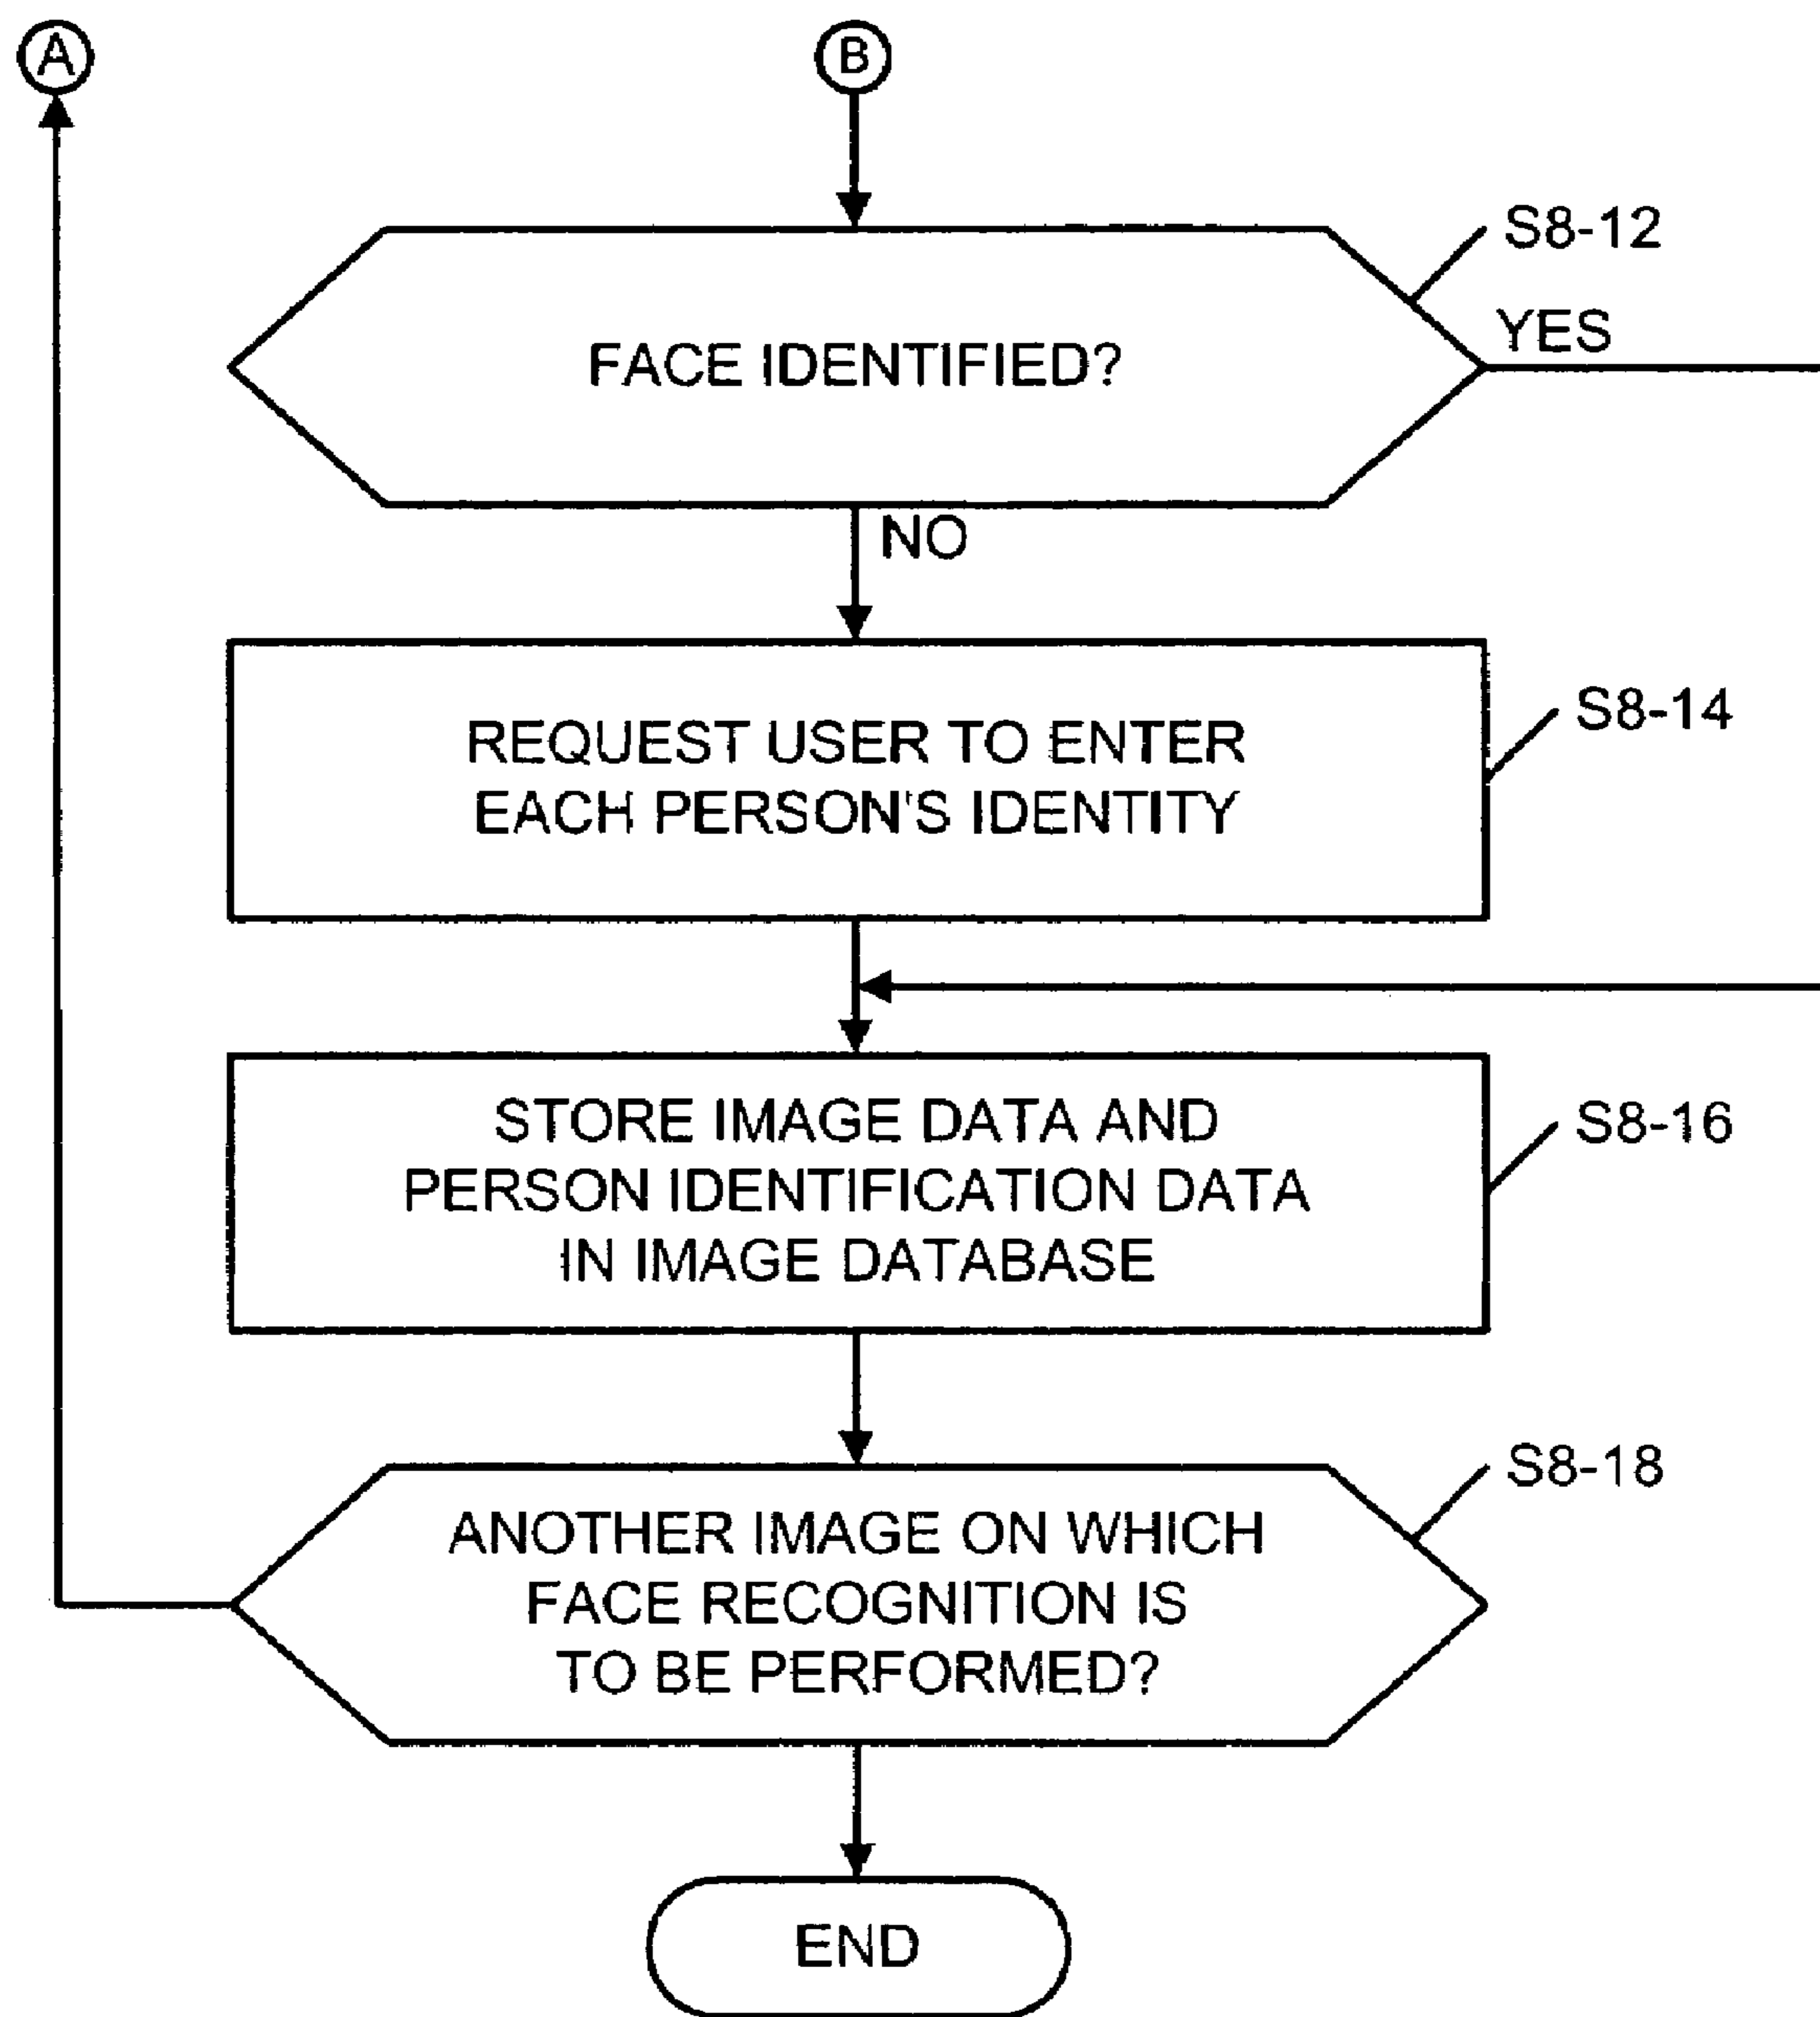 A
B
S8-12
FACE IDENTIFIED?
YES
NO
S8-14
REQUEST USER TO ENTER
EACH PERSON'S IDENTITY
S8-16
STORE IMAGE DATA AND
PERSON IDENTIFICATION DATA
IN IMAGE DATABASE
S8-18
ANOTHER IMAGE ON WHICH
FACE RECOGNITION IS
TO BE PERFORMED?
END